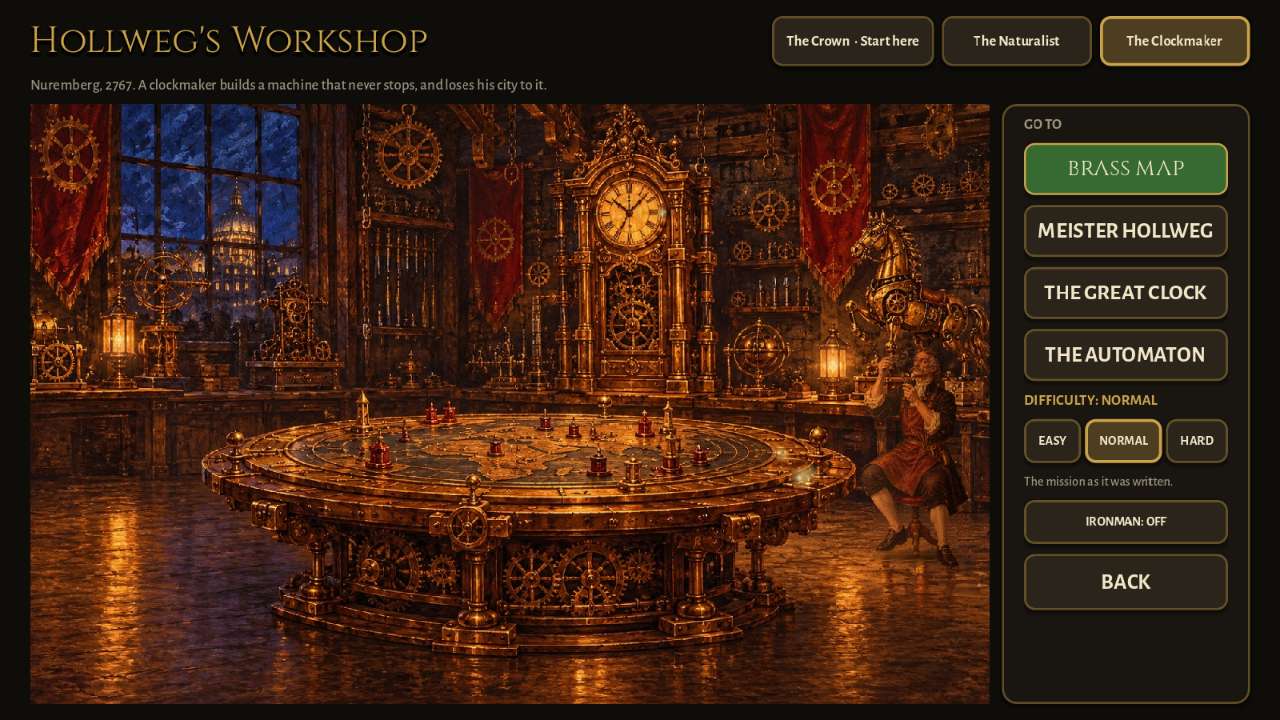 Hollweg's Workshop
The Crown · Start here
The Naturalist
The Clockmaker
Nuremberg, 2767. A clockmaker builds a machine that never stops, and loses his city to it.
GO TO
BRASS MAP
MEISTER HOLLWEG
THE GREAT CLOCK
THE AUTOMATON
DIFFICULTY: NORMAL
EASY
NORMAL
HARD
The mission as it was written.
IRONMAN: OFF
BACK